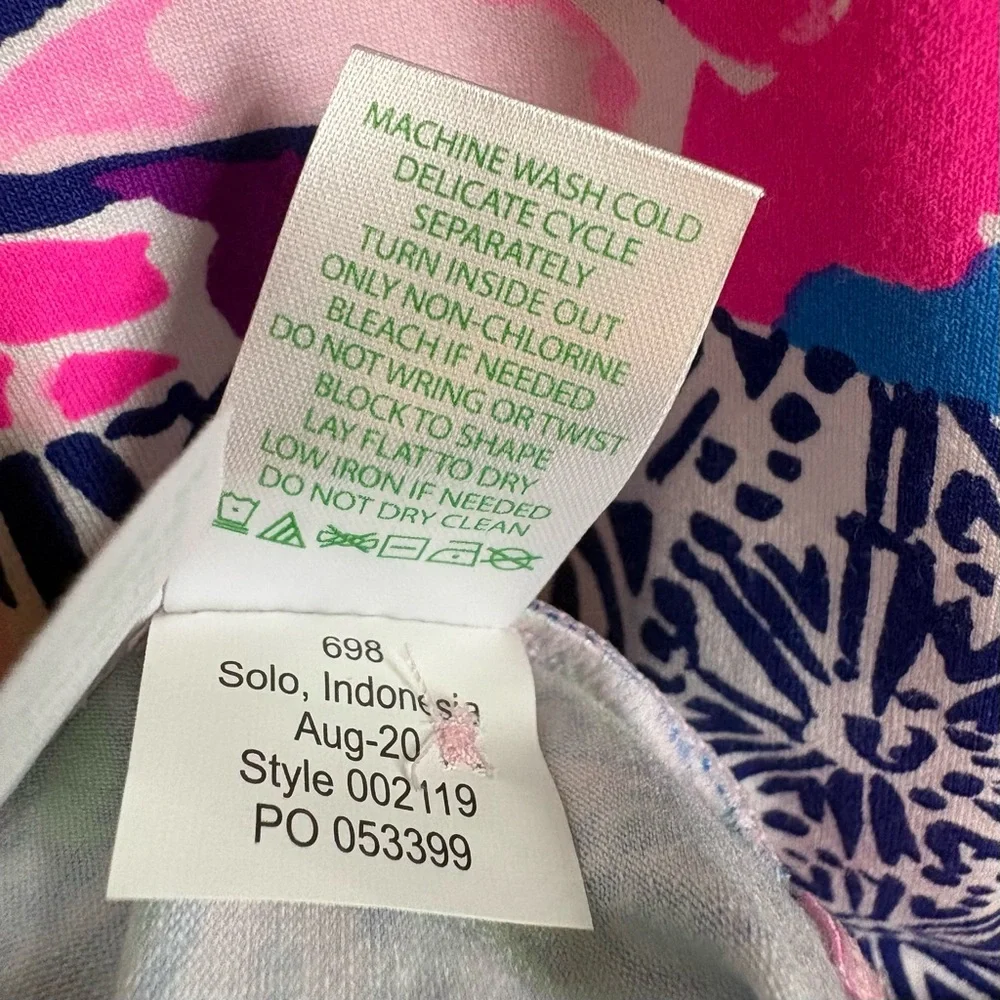 MACHINE WASH COLD
DELICATE CYCLE
SEPARATELY
TURN INSIDE OUT
ONLY NON-CHLORINE
BLEACH IF NEEDED
DO NOT WRING OR TWIST
BLOCK TO SHAPE
LAY FLAT TO DRY
LOW IRON IF NEEDED
DO NOT DRY CLEAN
698
Solo, Indonesia
Aug-20
Style 002119
PO 053399